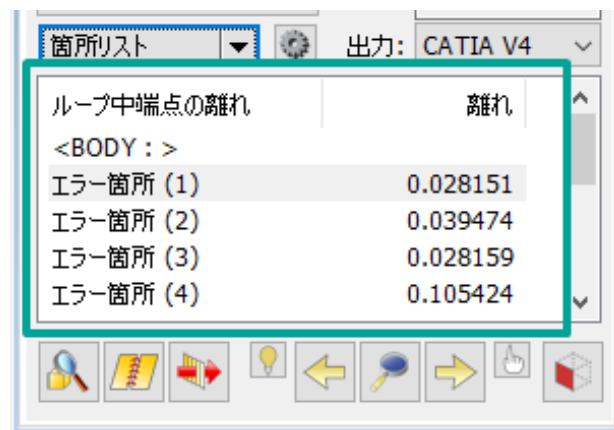 箇所リスト 出力: CATIA V4
ループ中端点の離れ 離れ
<BODY : >
エラー箇所 (1) 0.028151
エラー箇所 (2) 0.039474
エラー箇所 (3) 0.028159
エラー箇所 (4) 0.105424